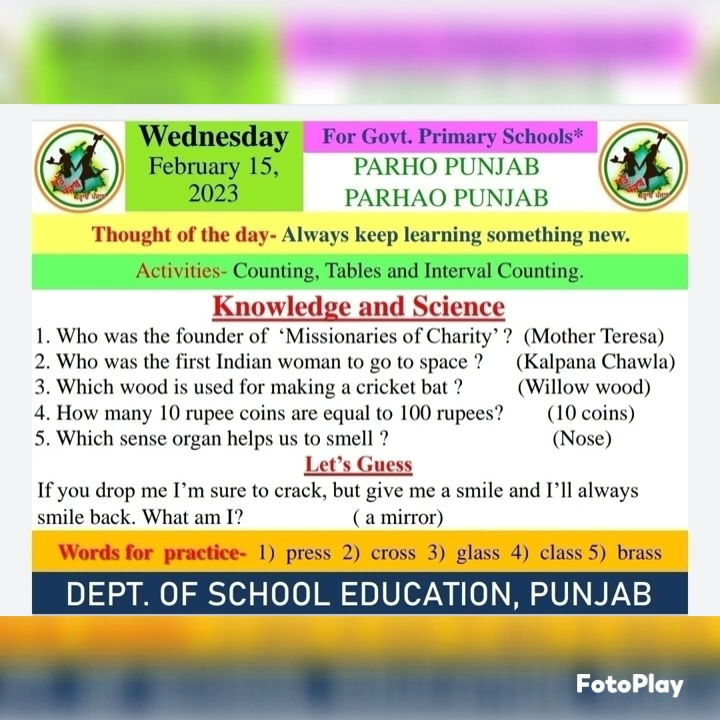 Wednesday
February 15,
2023
For Govt. Primary Schools*
PARHO PUNJAB
PARHAO PUNJAB
Thought of the day- Always keep learning something new.
Activities- Counting, Tables and Interval Counting.
Knowledge and Science
1. Who was the founder of ‘Missionaries of Charity’ ? (Mother Teresa)
2. Who was the first Indian woman to go to space ? (Kalpana Chawla)
3. Which wood is used for making a cricket bat ? (Willow wood)
4. How many 10 rupee coins are equal to 100 rupees? (10 coins)
5. Which sense organ helps us to smell ? (Nose)
Let’s Guess
If you drop me I’m sure to crack, but give me a smile and I’ll always
smile back. What am I? ( a mirror)
Words for practice- 1) press 2) cross 3) glass 4) class 5) brass
DEPT. OF SCHOOL EDUCATION, PUNJAB
FotoPlay